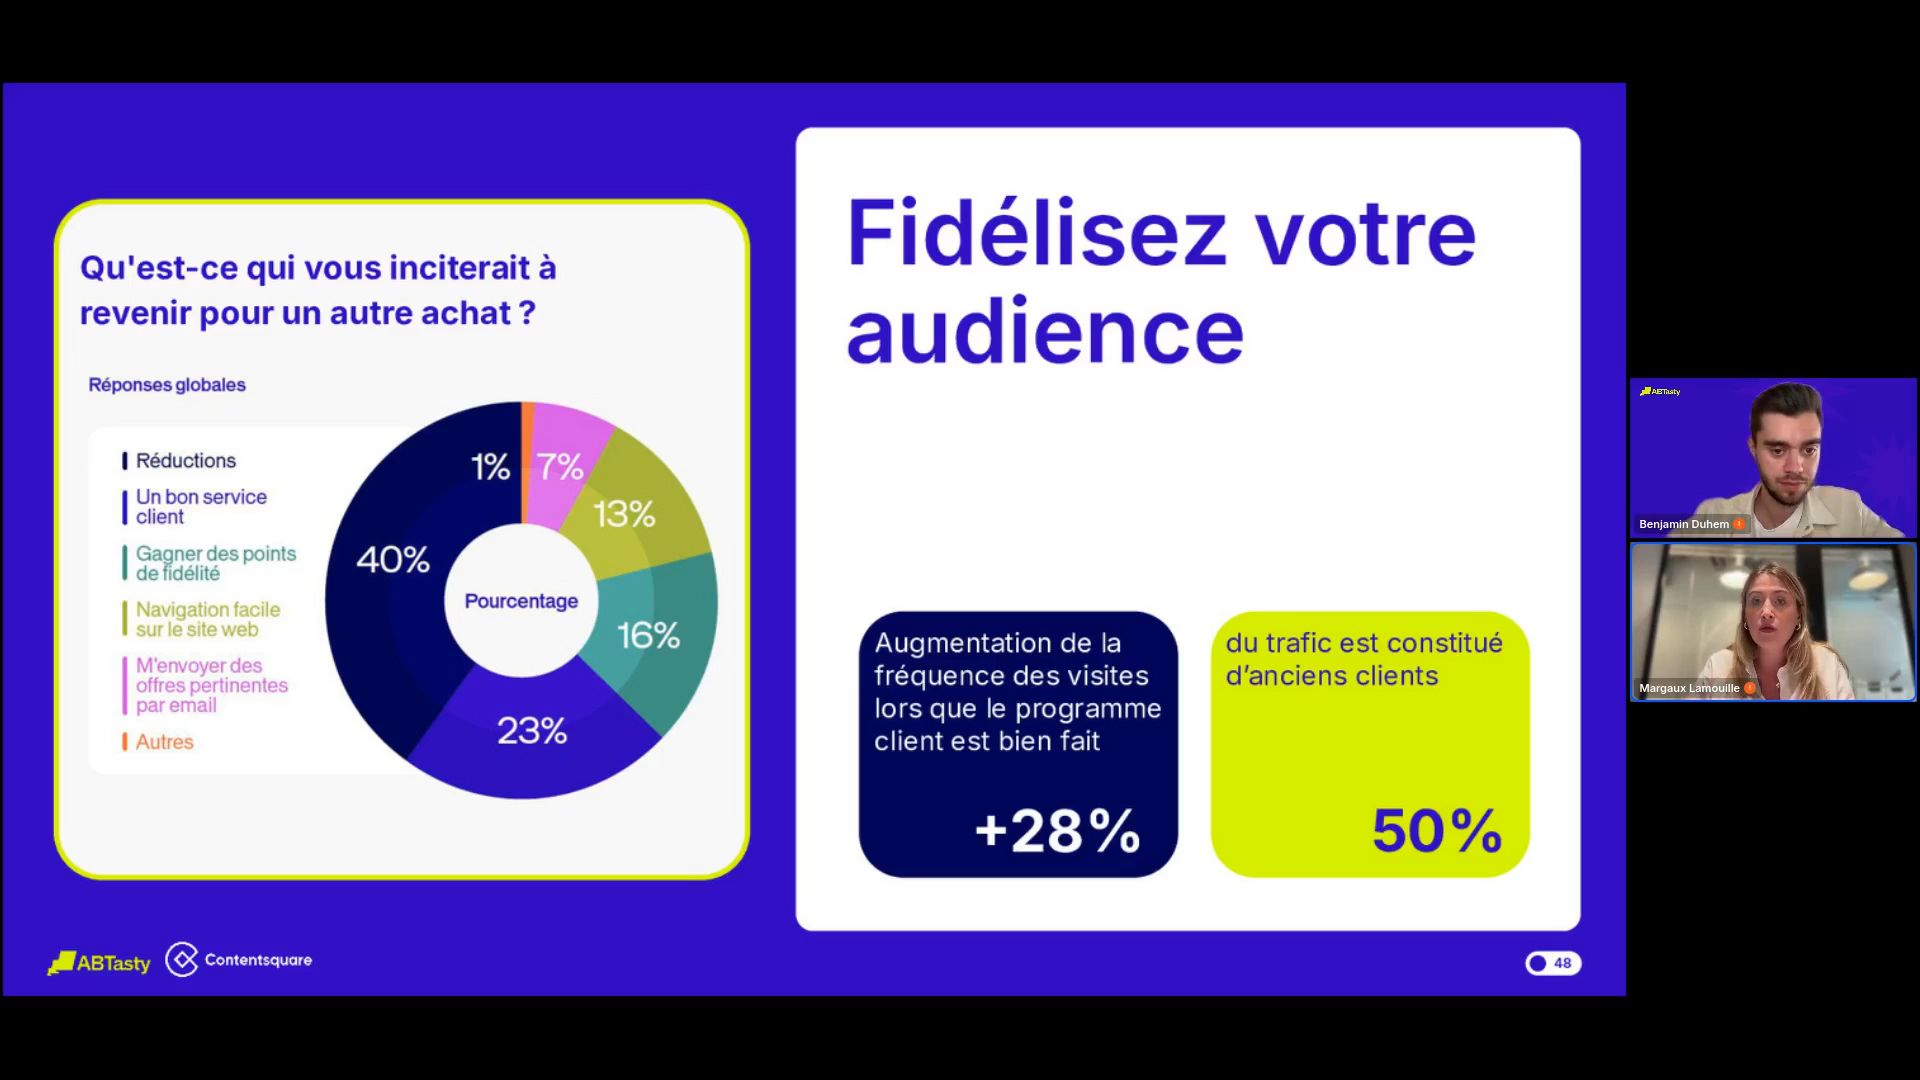 Qu'est-ce qui vous inciterait à
revenir pour un autre achat ?
Réponses globales
Réductions
Un bon service
client
Gagner des points
de fidélité
Navigation facile
sur le site web
M'envoyer des
offres pertinentes
par email
Autres
1%
7%
13%
40%
Pourcentage
16%
23%
Fidélisez votre
audience
Augmentation de la
fréquence des visites
lors que le programme
client est bien fait
+28%
du trafic est constitué
d’anciens clients
50%
ABTasty
Contentsquare
48
ABTasty
Benjamin Duhem
Margaux Lamouille